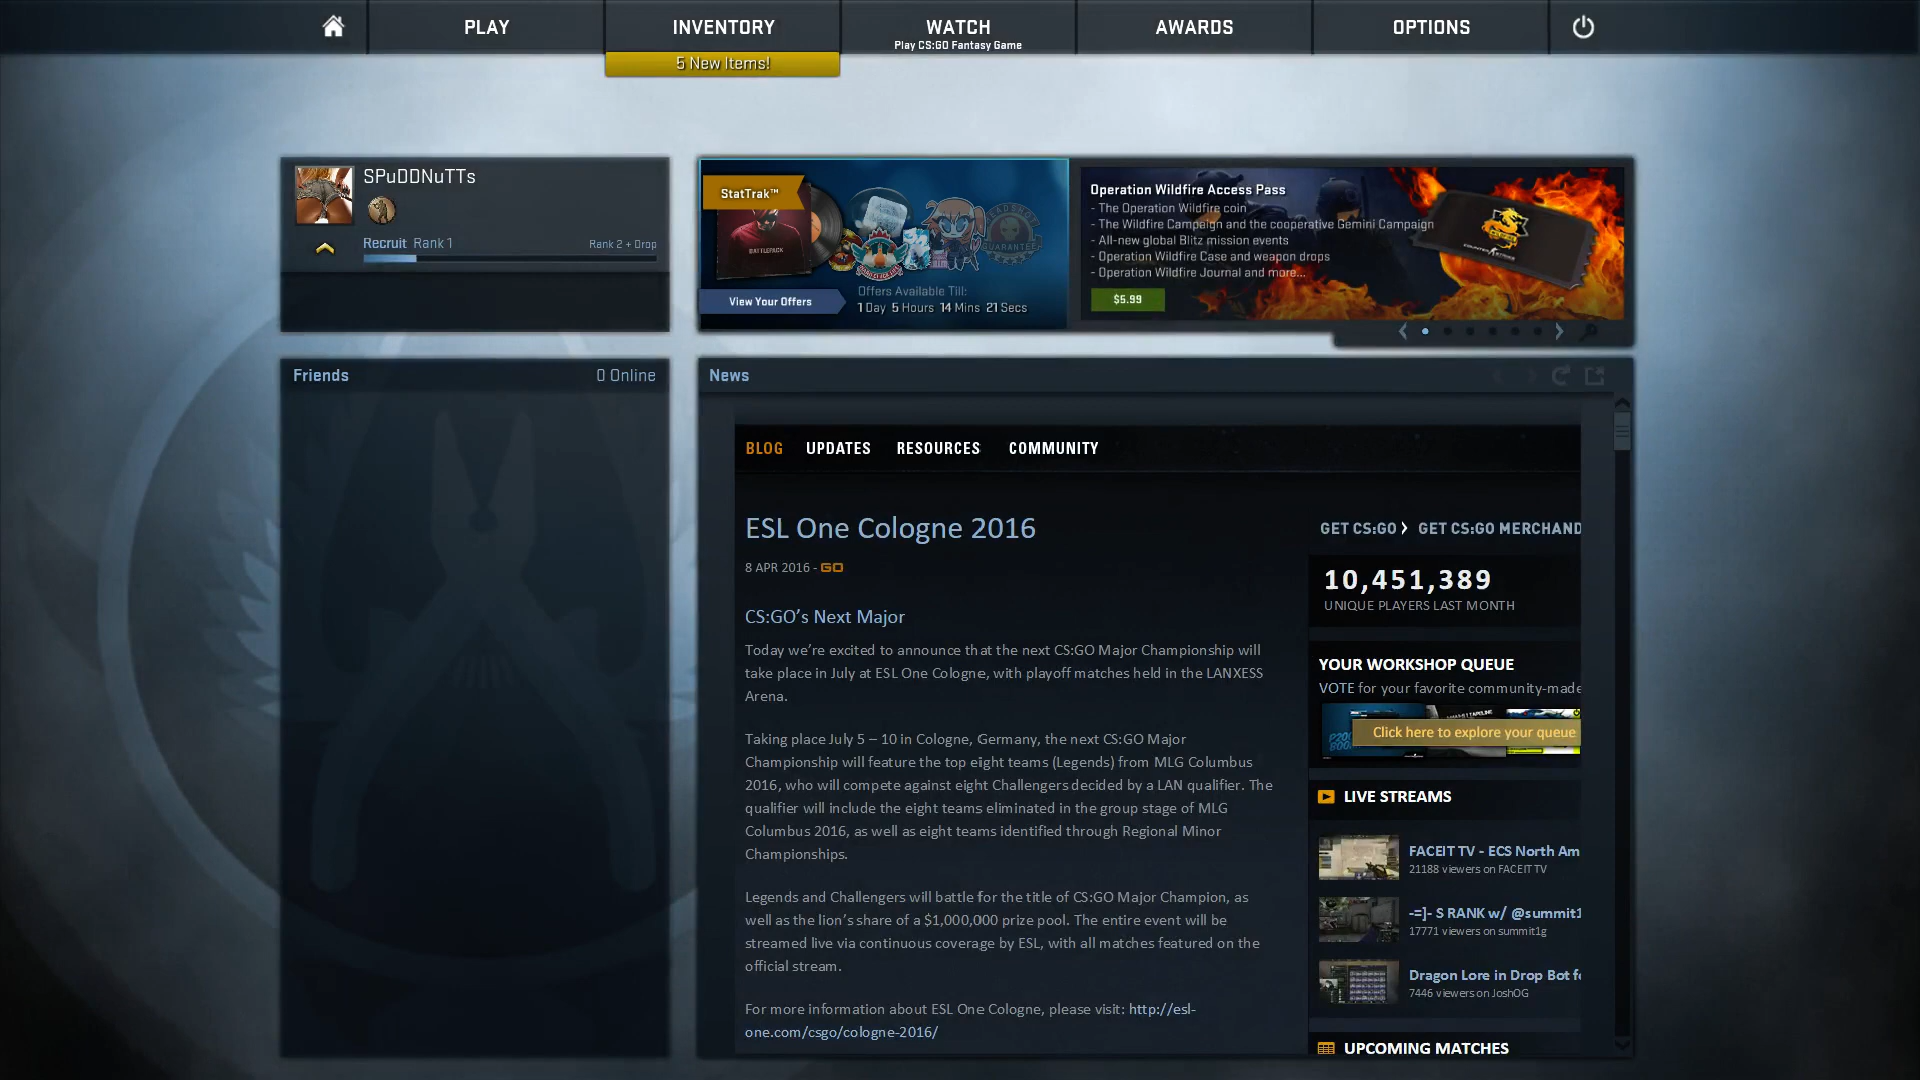 PLAY
INVENTORY
WATCH
Play CS:GO Fantasy Game
AWARDS
OPTIONS
5 New Items!
SPuDDNuTTs
Recruit Rank 1
Rank 2 + Drop
StatTrak™
BATTLEPACK
GUARANTEE
View Your Offers
Offers Available Till:
1 Day 5 Hours 14 Mins 21 Secs
Operation Wildfire Access Pass
- The Operation Wildfire coin
- The Wildfire Campaign and the cooperative Gemini Campaign
- All-new global Blitz mission events
- Operation Wildfire Case and weapon drops
- Operation Wildfire Journal and more...
$5.99
COUNTER STRIKE
Friends
0 Online
News
BLOG UPDATES RESOURCES COMMUNITY
ESL One Cologne 2016
8 APR 2016 - GO
CS:GO's Next Major
Today we're excited to announce that the next CS:GO Major Championship will
take place in July at ESL One Cologne, with playoff matches held in the LANXESS
Arena.
Taking place July 5 – 10 in Cologne, Germany, the next CS:GO Major
Championship will feature the top eight teams (Legends) from MLG Columbus
2016, who will compete against eight Challengers decided by a LAN qualifier. The
qualifier will include the eight teams eliminated in the group stage of MLG
Columbus 2016, as well as eight teams identified through Regional Minor
Championships.
Legends and Challengers will battle for the title of CS:GO Major Champion, as
well as the lion's share of a $1,000,000 prize pool. The entire event will be
streamed live via continuous coverage by ESL, with all matches featured on the
official stream.
For more information about ESL One Cologne, please visit: http://esl-
one.com/csgo/cologne-2016/
GET CS:GO › GET CS:GO MERCHAND
10,451,389
UNIQUE PLAYERS LAST MONTH
YOUR WORKSHOP QUEUE
VOTE for your favorite community-made
Click here to explore your queue
LIVE STREAMS
FACEIT TV - ECS North Am
21188 viewers on FACEIT TV
-=]- S RANK w/ @summit1
17771 viewers on summit1g
Dragon Lore in Drop Bot fo
7446 viewers on JoshOG
UPCOMING MATCHES